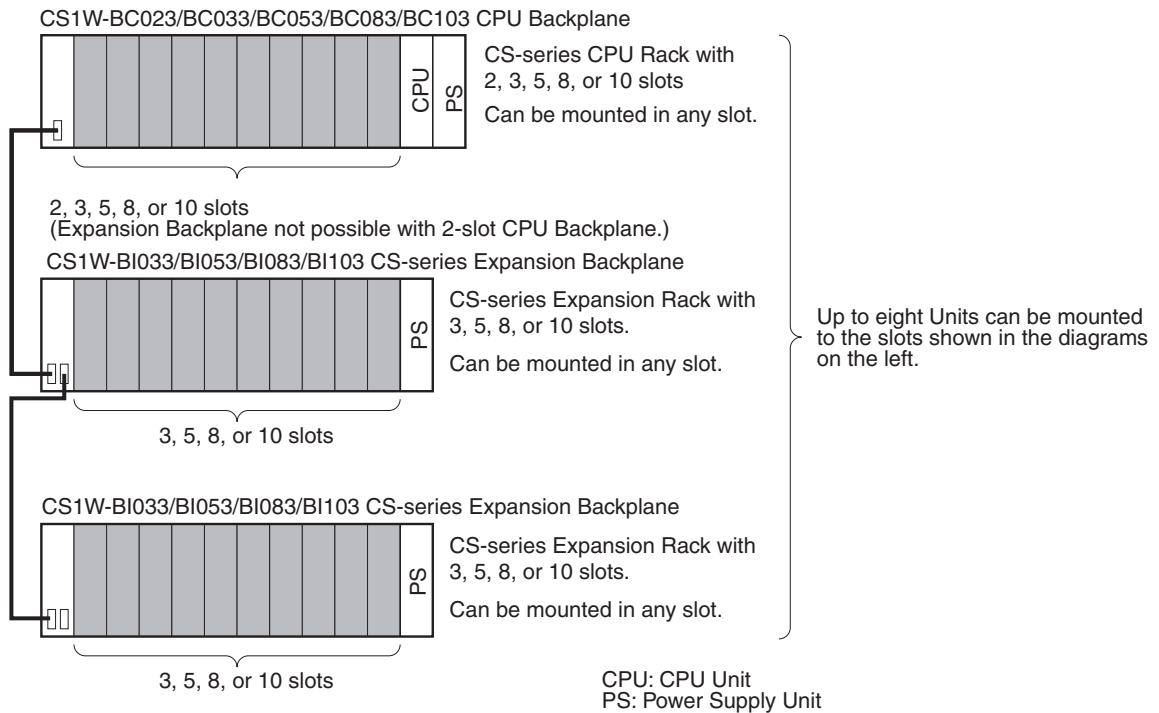 CS1W-BC023/BC033/BC053/BC083/BC103 CPU Backplane
CPU
PS
CS-series CPU Rack with
2, 3, 5, 8, or 10 slots
Can be mounted in any slot.
2, 3, 5, 8, or 10 slots
(Expansion Backplane not possible with 2-slot CPU Backplane.)
CS1W-BI033/BI053/BI083/BI103 CS-series Expansion Backplane
PS
CS-series Expansion Rack with
3, 5, 8, or 10 slots.
Can be mounted in any slot.
3, 5, 8, or 10 slots
Up to eight Units can be mounted
to the slots shown in the diagrams
on the left.
CS1W-BI033/BI053/BI083/BI103 CS-series Expansion Backplane
PS
CS-series Expansion Rack with
3, 5, 8, or 10 slots.
Can be mounted in any slot.
3, 5, 8, or 10 slots
CPU: CPU Unit
PS: Power Supply Unit